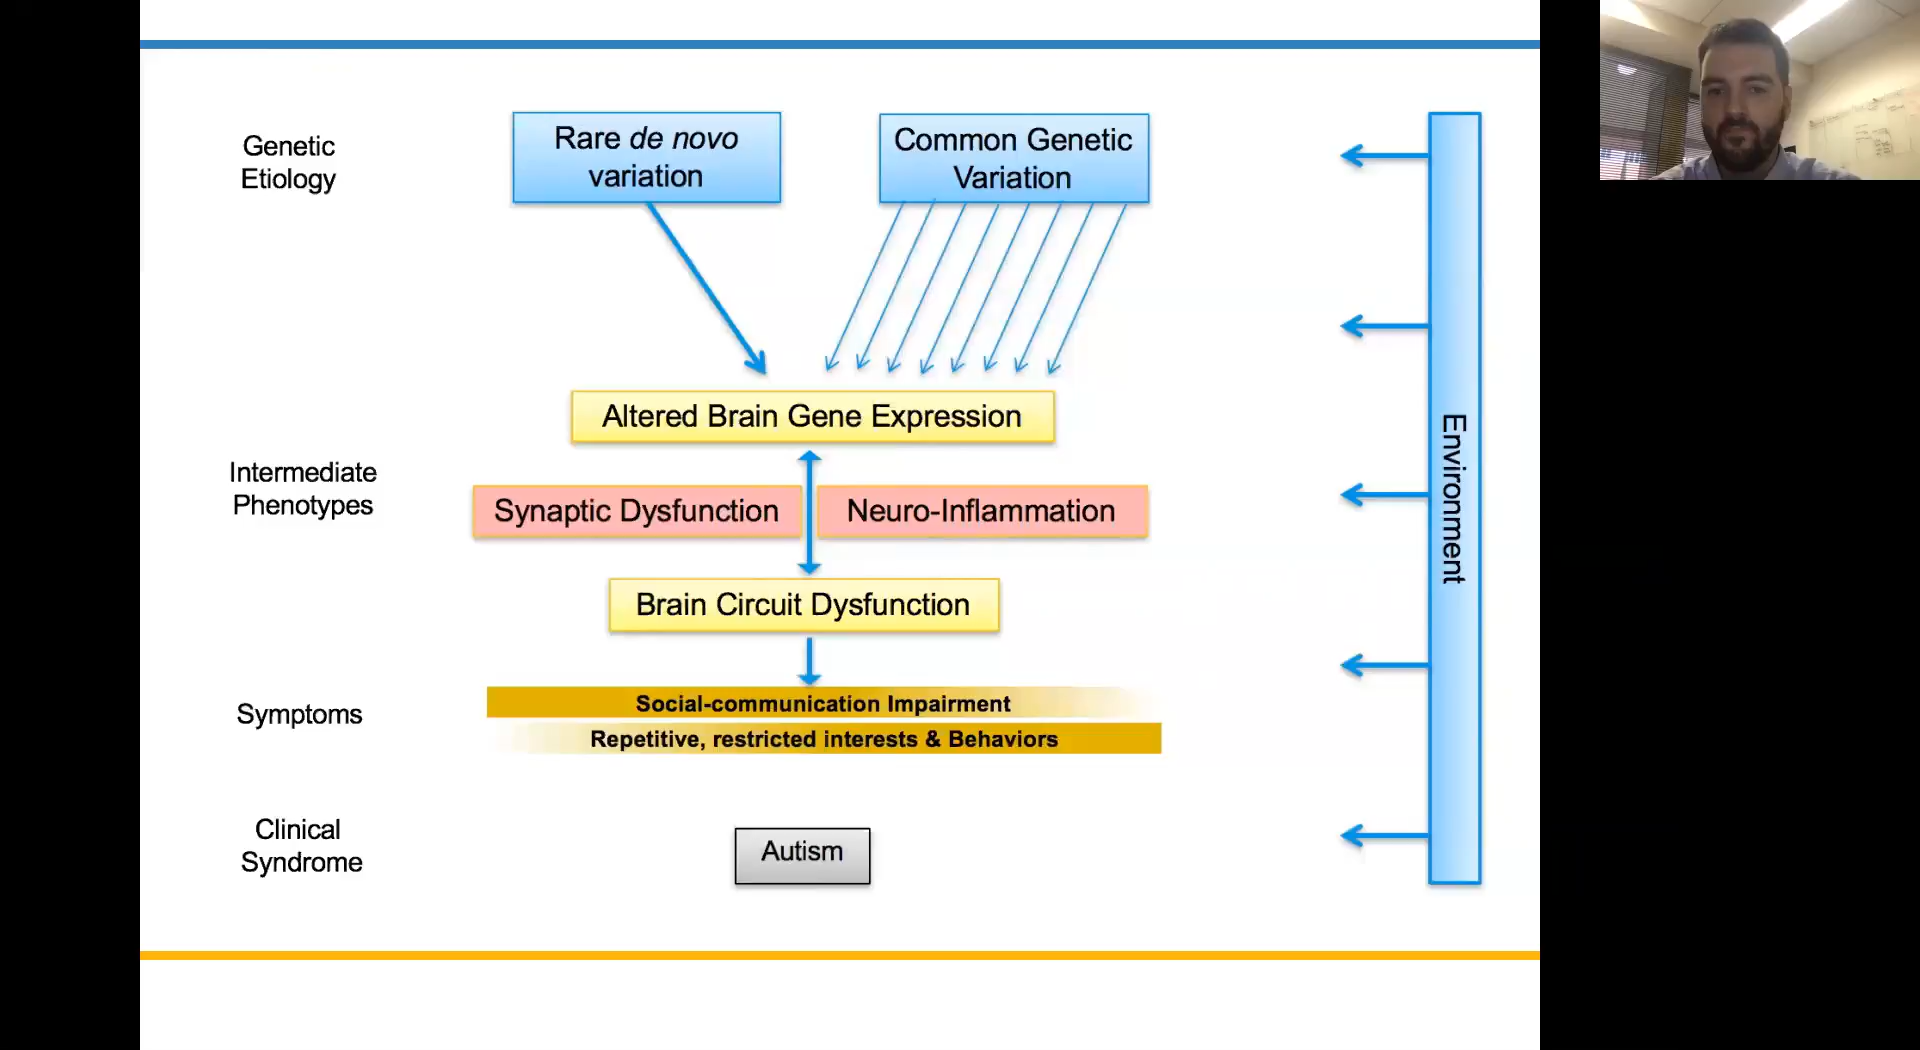 Genetic
Etiology
Rare de novo
variation
Common Genetic
Variation
Altered Brain Gene Expression
Intermediate
Phenotypes
Synaptic Dysfunction
Neuro-Inflammation
Brain Circuit Dysfunction
Environment
Symptoms
Social-communication Impairment
Repetitive, restricted interests & Behaviors
Clinical
Syndrome
Autism